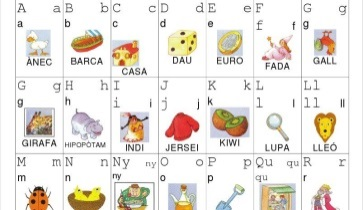 A a B b C c D d E e F f G g
a b c d e f g
ÀNEC BARCA CASA DAU EURO FADA GALL
G g H h I i J j K k L l Ll ll
g h i j k l ll
GIRAFA HIPOPÒTAM INDI JERSEI KIWI LUPA LLEÓ
M m N n Ny ny O o P p Qu qu R r
m n ny o p qu r